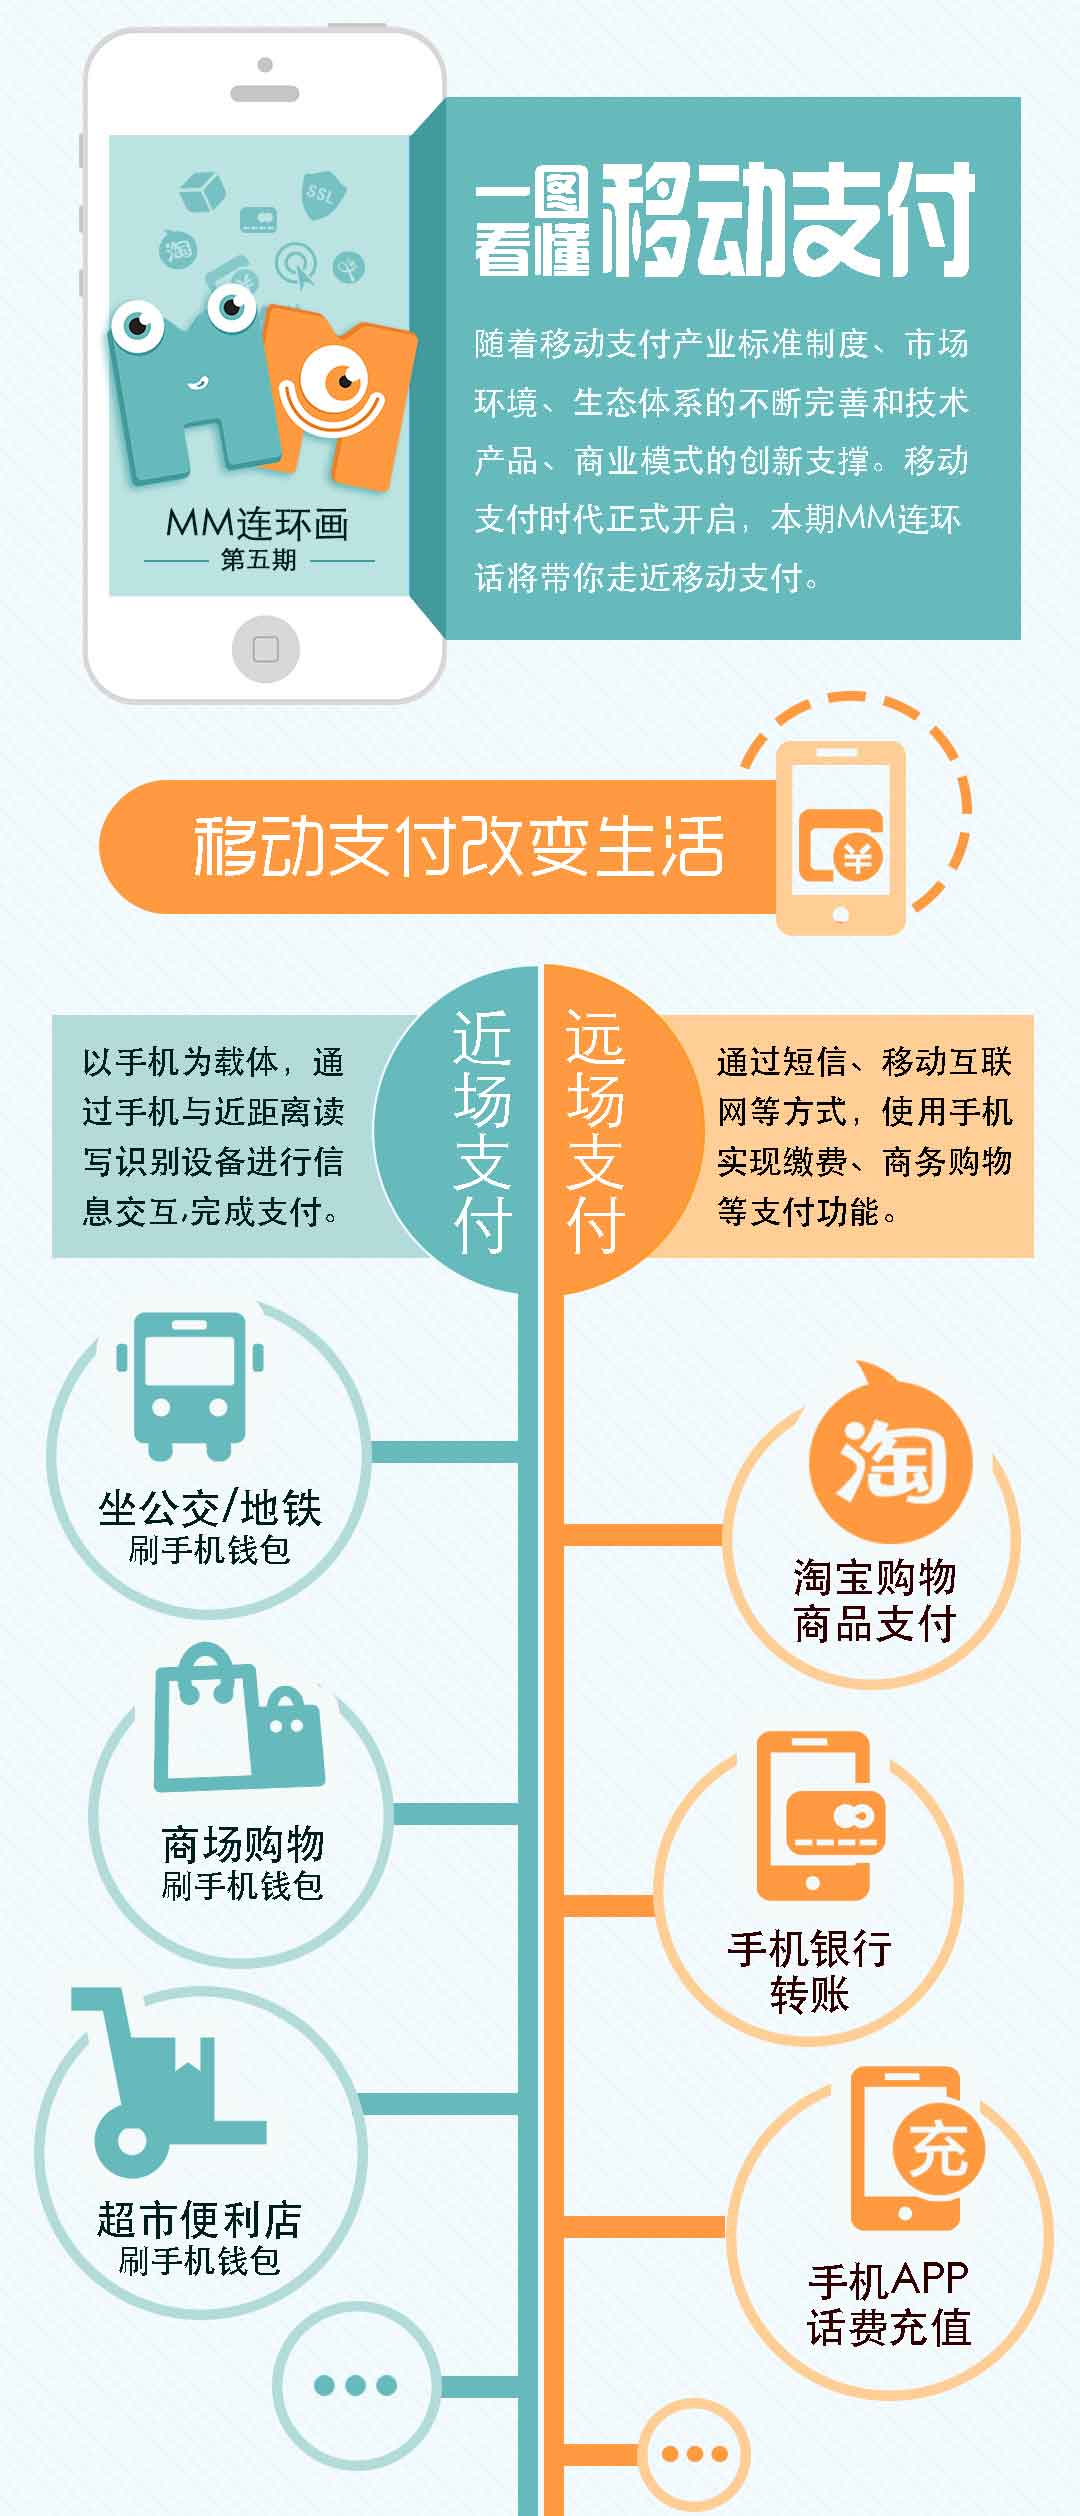 一图
看懂
移动支付
随着移动支付产业标准制度、市场
环境、生态体系的不断完善和技术
产品、商业模式的创新支撑。移动
支付时代正式开启，本期MM连环
话将带你走近移动支付。
SSL
淘
MM连环画
第五期
移动支付改变生活
¥
近场支付
以手机为载体，通
过手机与近距离读
写识别设备进行信
息交互,完成支付。
远场支付
通过短信、移动互联
网等方式，使用手机
实现缴费、商务购物
等支付功能。
坐公交/地铁
刷手机钱包
商场购物
刷手机钱包
超市便利店
刷手机钱包
淘
淘宝购物
商品支付
手机银行
转账
充
手机APP
话费充值